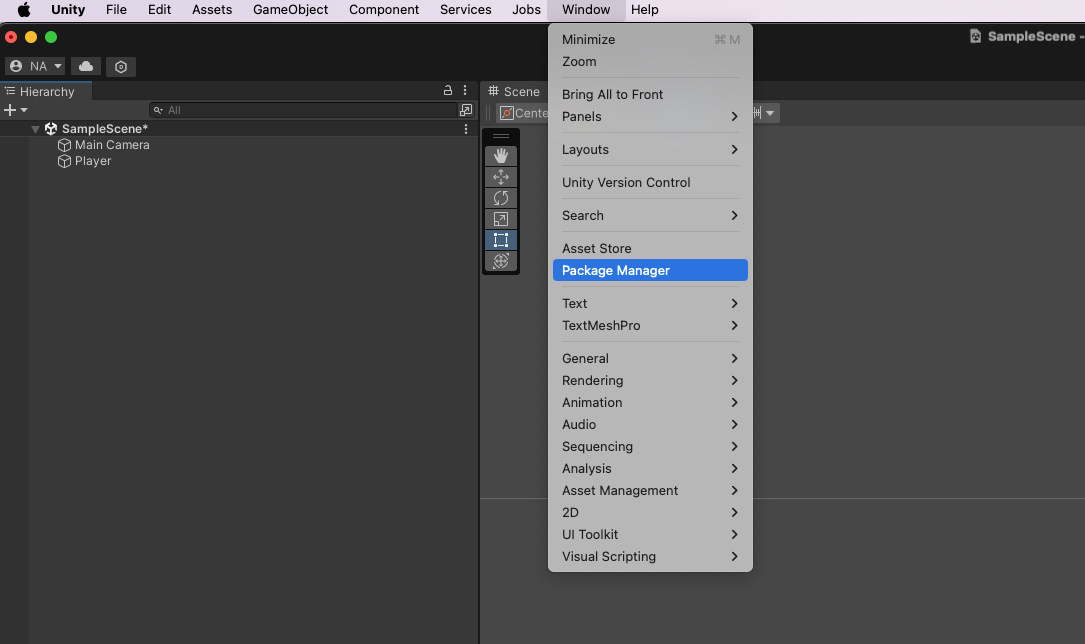 Unity File Edit Assets GameObject Component Services Jobs Window Help
SampleScene -
NA
Hierarchy
All
SampleScene*
Main Camera
Player
Scene
Cente
Minimize ⌘ M
Zoom
Bring All to Front
Panels
Layouts
Unity Version Control
Search
Asset Store
Package Manager
Text
TextMeshPro
General
Rendering
Animation
Audio
Sequencing
Analysis
Asset Management
2D
UI Toolkit
Visual Scripting